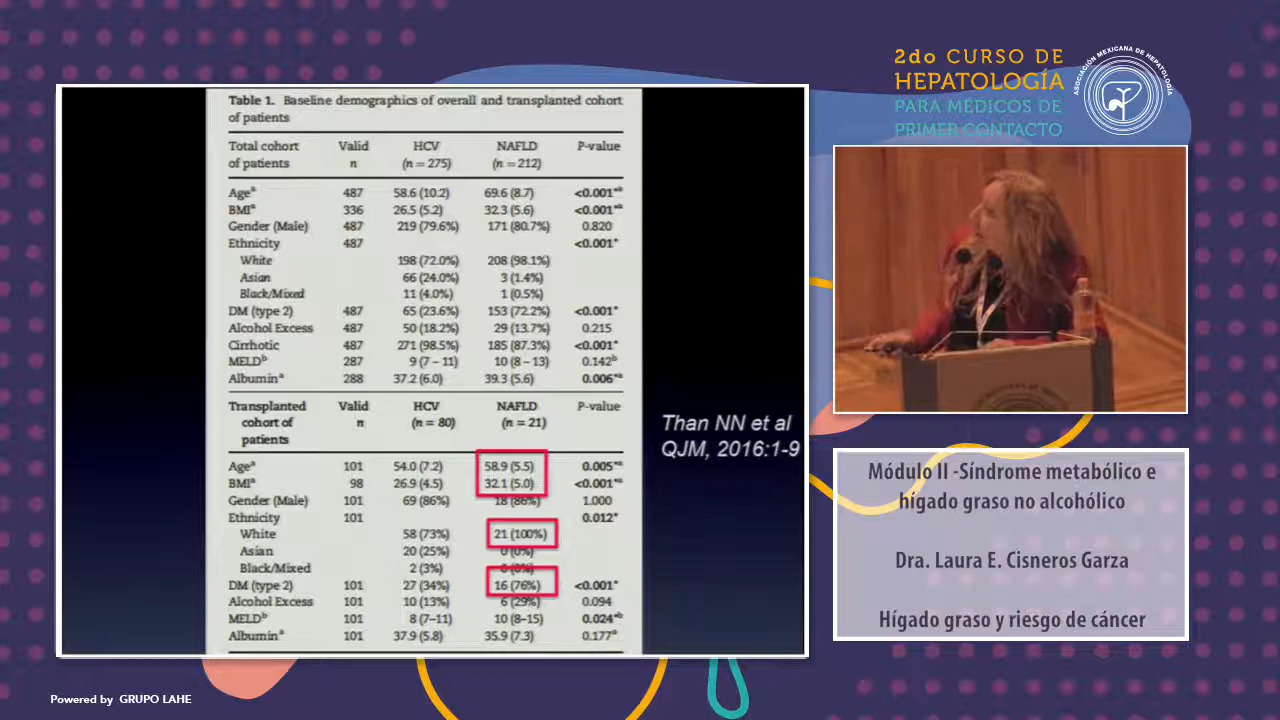 2do CURSO DE
HEPATOLOGÍA
PARA MÉDICOS DE
PRIMER CONTACTO
ASOCIACIÓN MEXICANA DE HEPATOLOGÍA
Table 1. Baseline demographics of overall and transplanted cohort
of patients
Total cohort Valid HCV NAFLD P-value
of patients n (n = 275) (n = 212)
Ageª 487 58.6 (10.2) 69.6 (8.7) <0.001*ª
BMIª 336 26.5 (5.2) 32.3 (5.6) <0.001*ª
Gender (Male) 487 219 (79.6%) 171 (80.7%) 0.820
Ethnicity 487 <0.001*
White 198 (72.0%) 208 (98.1%)
Asian 66 (24.0%) 3 (1.4%)
Black/Mixed 11 (4.0%) 1 (0.5%)
DM (type 2) 487 65 (23.6%) 153 (72.2%) <0.001*
Alcohol Excess 487 50 (18.2%) 29 (13.7%) 0.215
Cirrhotic 487 271 (98.5%) 185 (87.3%) <0.001*
MELDᵇ 287 9 (7 – 11) 10 (8 – 13) 0.142ᵇ
Albuminª 288 37.2 (6.0) 39.3 (5.6) 0.006*ª
Transplanted Valid HCV NAFLD P-value
cohort of n (n = 80) (n = 21)
patients
Ageª 101 54.0 (7.2) 58.9 (5.5) 0.005*ª
BMIª 98 26.9 (4.5) 32.1 (5.0) <0.001*ª
Gender (Male) 101 69 (86%) 18 (86%) 1.000
Ethnicity 101 0.012*
White 58 (73%) 21 (100%)
Asian 20 (25%) 0 (0%)
Black/Mixed 2 (3%) 0 (0%)
DM (type 2) 101 27 (34%) 16 (76%) <0.001*
Alcohol Excess 101 10 (13%) 6 (29%) 0.094
MELDᵇ 101 8 (7–11) 10 (8–15) 0.024*ᵇ
Albuminª 101 37.9 (5.8) 35.9 (7.3) 0.177ª
Than NN et al
QJM, 2016:1-9
Módulo II -Síndrome metabólico e
hígado graso no alcohólico
Dra. Laura E. Cisneros Garza
Hígado graso y riesgo de cáncer
Powered by GRUPO LAHE